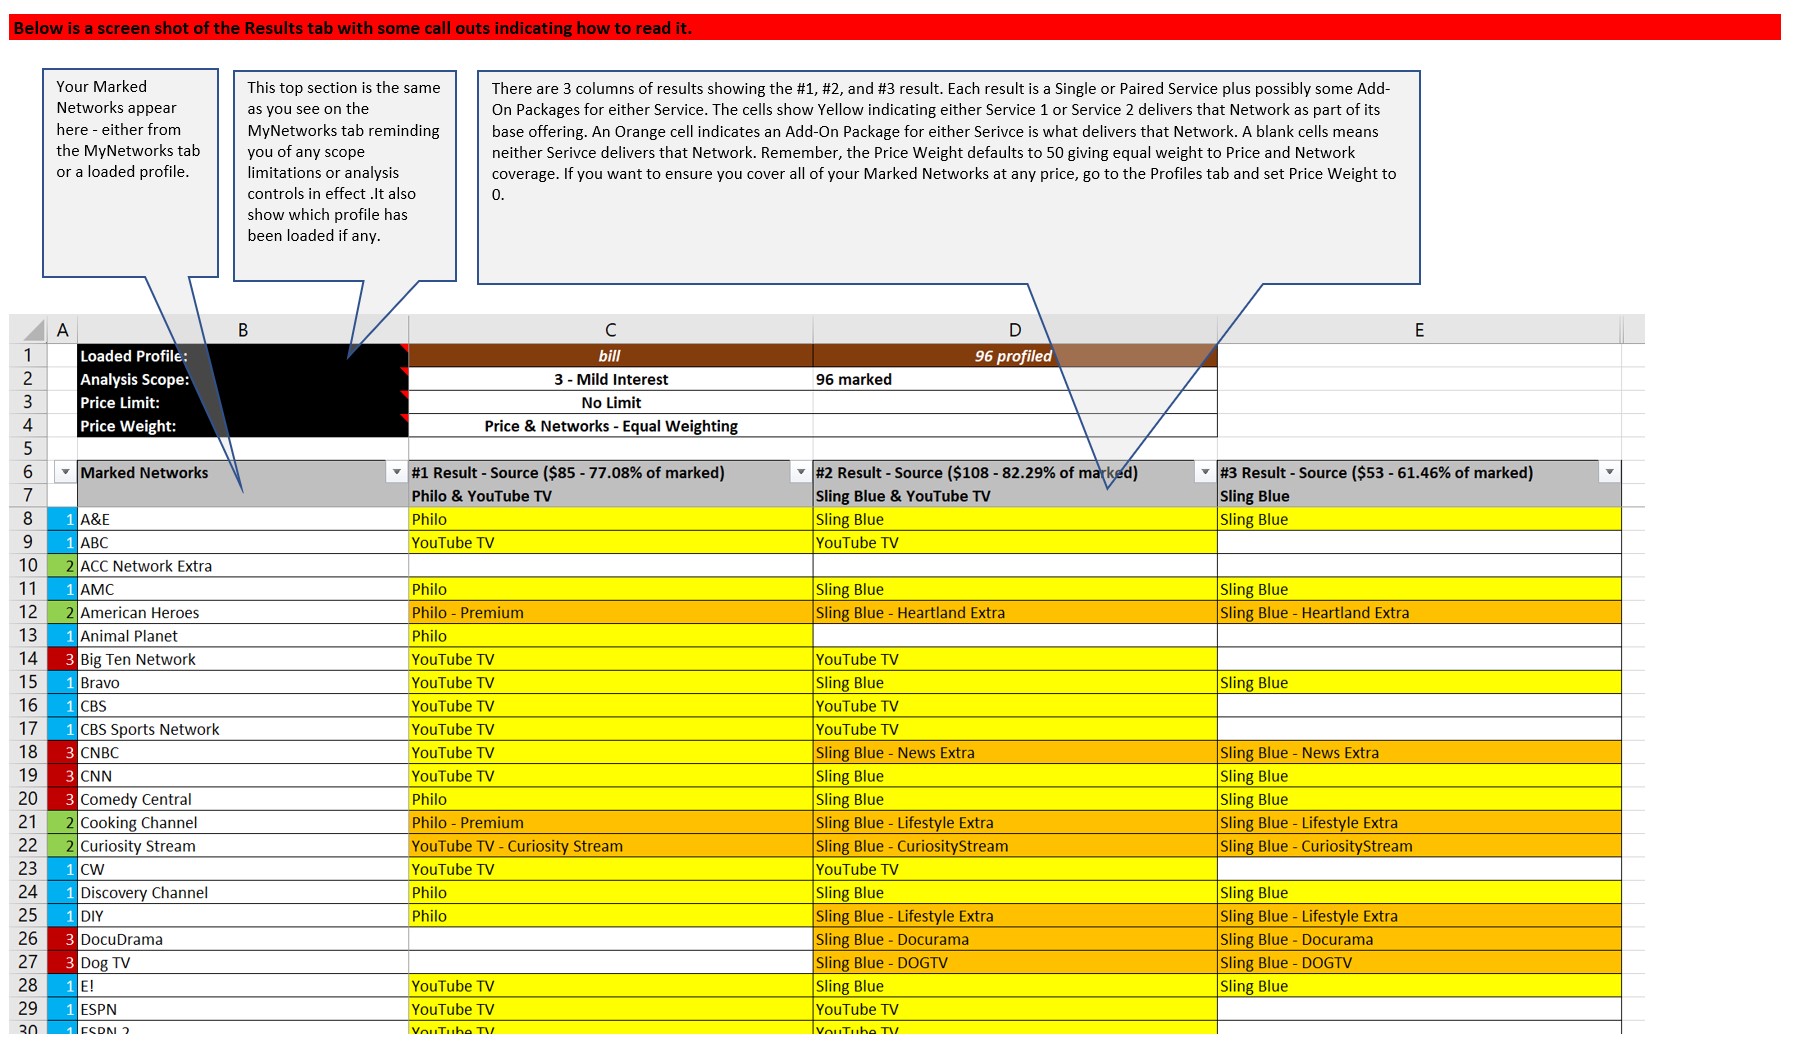 Below is a screen shot of the Results tab with some call outs indicating how to read it.
Your Marked
Networks appear
here - either from
the MyNetworks tab
or a loaded profile.
This top section is the same
as you see on the
MyNetworks tab reminding
you of any scope
limitations or analysis
controls in effect .It also
show which profile has
been loaded if any.
There are 3 columns of results showing the #1, #2, and #3 result. Each result is a Single or Paired Service plus possibly some Add-
On Packages for either Service. The cells show Yellow indicating either Service 1 or Service 2 delivers that Network as part of its
base offering. An Orange cell indicates an Add-On Package for either Serivce is what delivers that Network. A blank cells means
neither Serivce delivers that Network. Remember, the Price Weight defaults to 50 giving equal weight to Price and Network
coverage. If you want to ensure you cover all of your Marked Networks at any price, go to the Profiles tab and set Price Weight to
0.
A B C D E
1 Loaded Profile: bill 96 profiled
2 Analysis Scope: 3 - Mild Interest 96 marked
3 Price Limit: No Limit
4 Price Weight: Price & Networks - Equal Weighting
5
6 Marked Networks #1 Result - Source ($85 - 77.08% of marked) #2 Result - Source ($108 - 82.29% of marked) #3 Result - Source ($53 - 61.46% of marked)
7 Philo & YouTube TV Sling Blue & YouTube TV Sling Blue
8 1 A&E Philo Sling Blue Sling Blue
9 1 ABC YouTube TV YouTube TV
10 2 ACC Network Extra
11 1 AMC Philo Sling Blue Sling Blue
12 2 American Heroes Philo - Premium Sling Blue - Heartland Extra Sling Blue - Heartland Extra
13 1 Animal Planet Philo
14 3 Big Ten Network YouTube TV YouTube TV
15 1 Bravo YouTube TV Sling Blue Sling Blue
16 1 CBS YouTube TV YouTube TV
17 1 CBS Sports Network YouTube TV YouTube TV
18 3 CNBC YouTube TV Sling Blue - News Extra Sling Blue - News Extra
19 3 CNN YouTube TV Sling Blue Sling Blue
20 3 Comedy Central Philo Sling Blue Sling Blue
21 2 Cooking Channel Philo - Premium Sling Blue - Lifestyle Extra Sling Blue - Lifestyle Extra
22 2 Curiosity Stream YouTube TV - Curiosity Stream Sling Blue - CuriosityStream Sling Blue - CuriosityStream
23 1 CW YouTube TV YouTube TV
24 1 Discovery Channel Philo Sling Blue Sling Blue
25 1 DIY Philo Sling Blue - Lifestyle Extra Sling Blue - Lifestyle Extra
26 3 DocuDrama Sling Blue - Docurama Sling Blue - Docurama
27 3 Dog TV Sling Blue - DOGTV Sling Blue - DOGTV
28 1 E! YouTube TV Sling Blue Sling Blue
29 1 ESPN YouTube TV YouTube TV
30 1 ESPN 2 YouTube TV YouTube TV